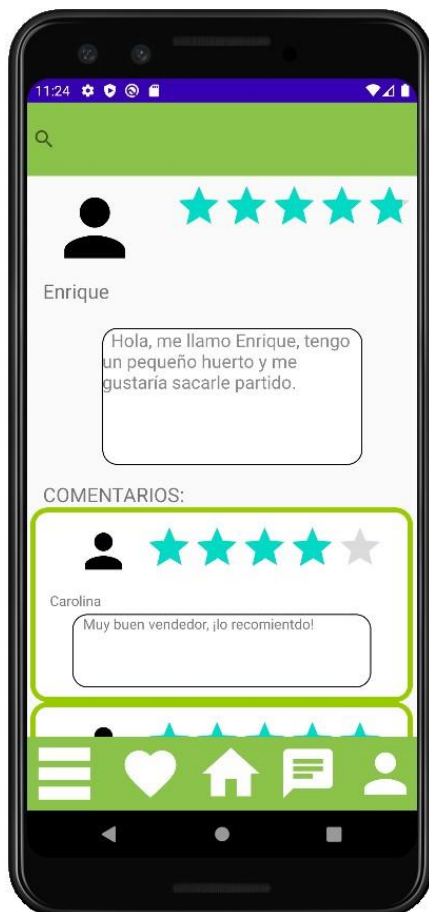 11:24
Enrique
Hola, me llamo Enrique, tengo
un pequeño huerto y me
gustaría sacarle partido.
COMENTARIOS:
Carolina
Muy buen vendedor, ¡lo recomientdo!